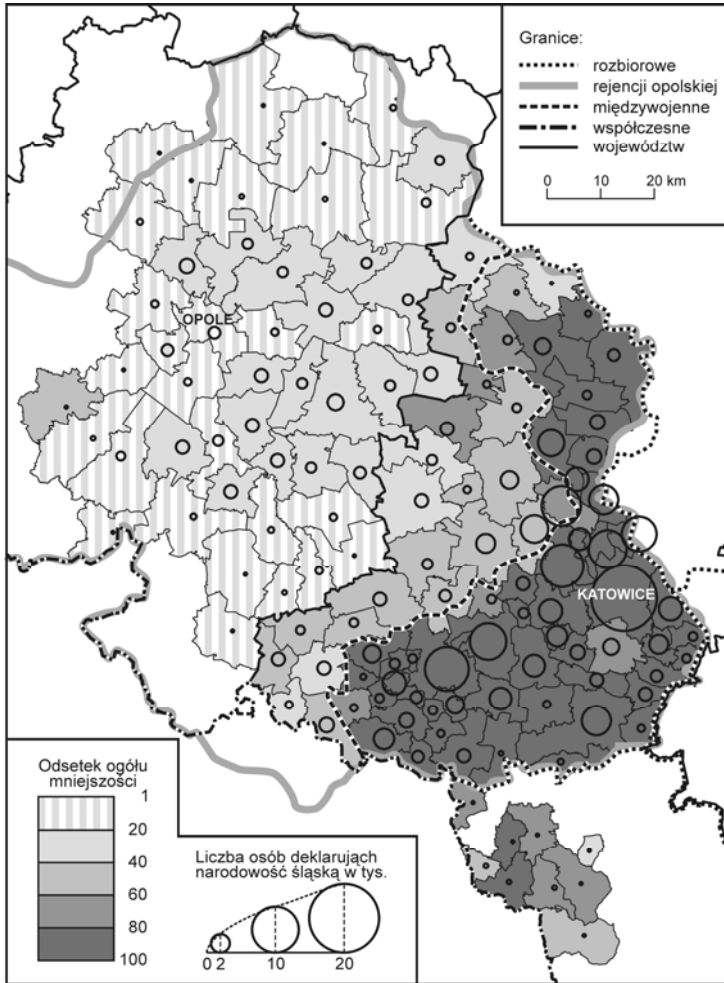 Granice:
rozbiorowe
rejencji opolskiej
międzywojenne
współczesne
województw
0 10 20 km
OPOLE
KATOWICE
Odsetek ogółu
mniejszości
1
20
40
60
80
100
Liczba osób deklarująch
narodowość śląską w tys.
0 2 10 20